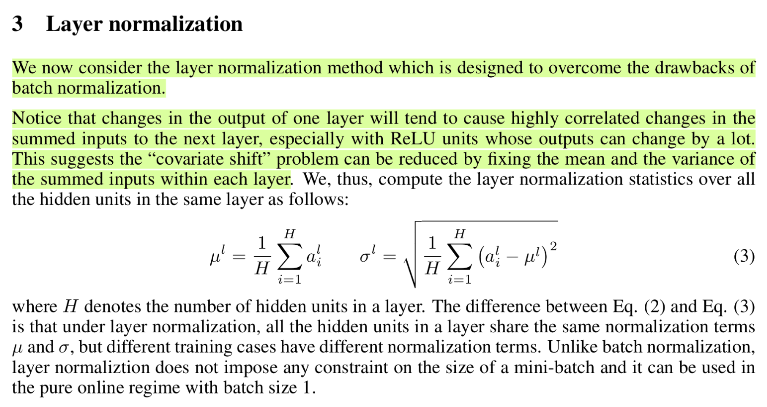 3 Layer normalization
We now consider the layer normalization method which is designed to overcome the drawbacks of
batch normalization.
Notice that changes in the output of one layer will tend to cause highly correlated changes in the
summed inputs to the next layer, especially with ReLU units whose outputs can change by a lot.
This suggests the “covariate shift” problem can be reduced by fixing the mean and the variance of
the summed inputs within each layer. We, thus, compute the layer normalization statistics over all
the hidden units in the same layer as follows:
μ^l = \frac{1}{H} \sum_{i=1}^{H} a_i^l   σ^l = \sqrt{\frac{1}{H} \sum_{i=1}^{H} (a_i^l − μ^l)^2}   (3)
where H denotes the number of hidden units in a layer. The difference between Eq. (2) and Eq. (3)
is that under layer normalization, all the hidden units in a layer share the same normalization terms
μ and σ, but different training cases have different normalization terms. Unlike batch normalization,
layer normaliztion does not impose any constraint on the size of a mini-batch and it can be used in
the pure online regime with batch size 1.